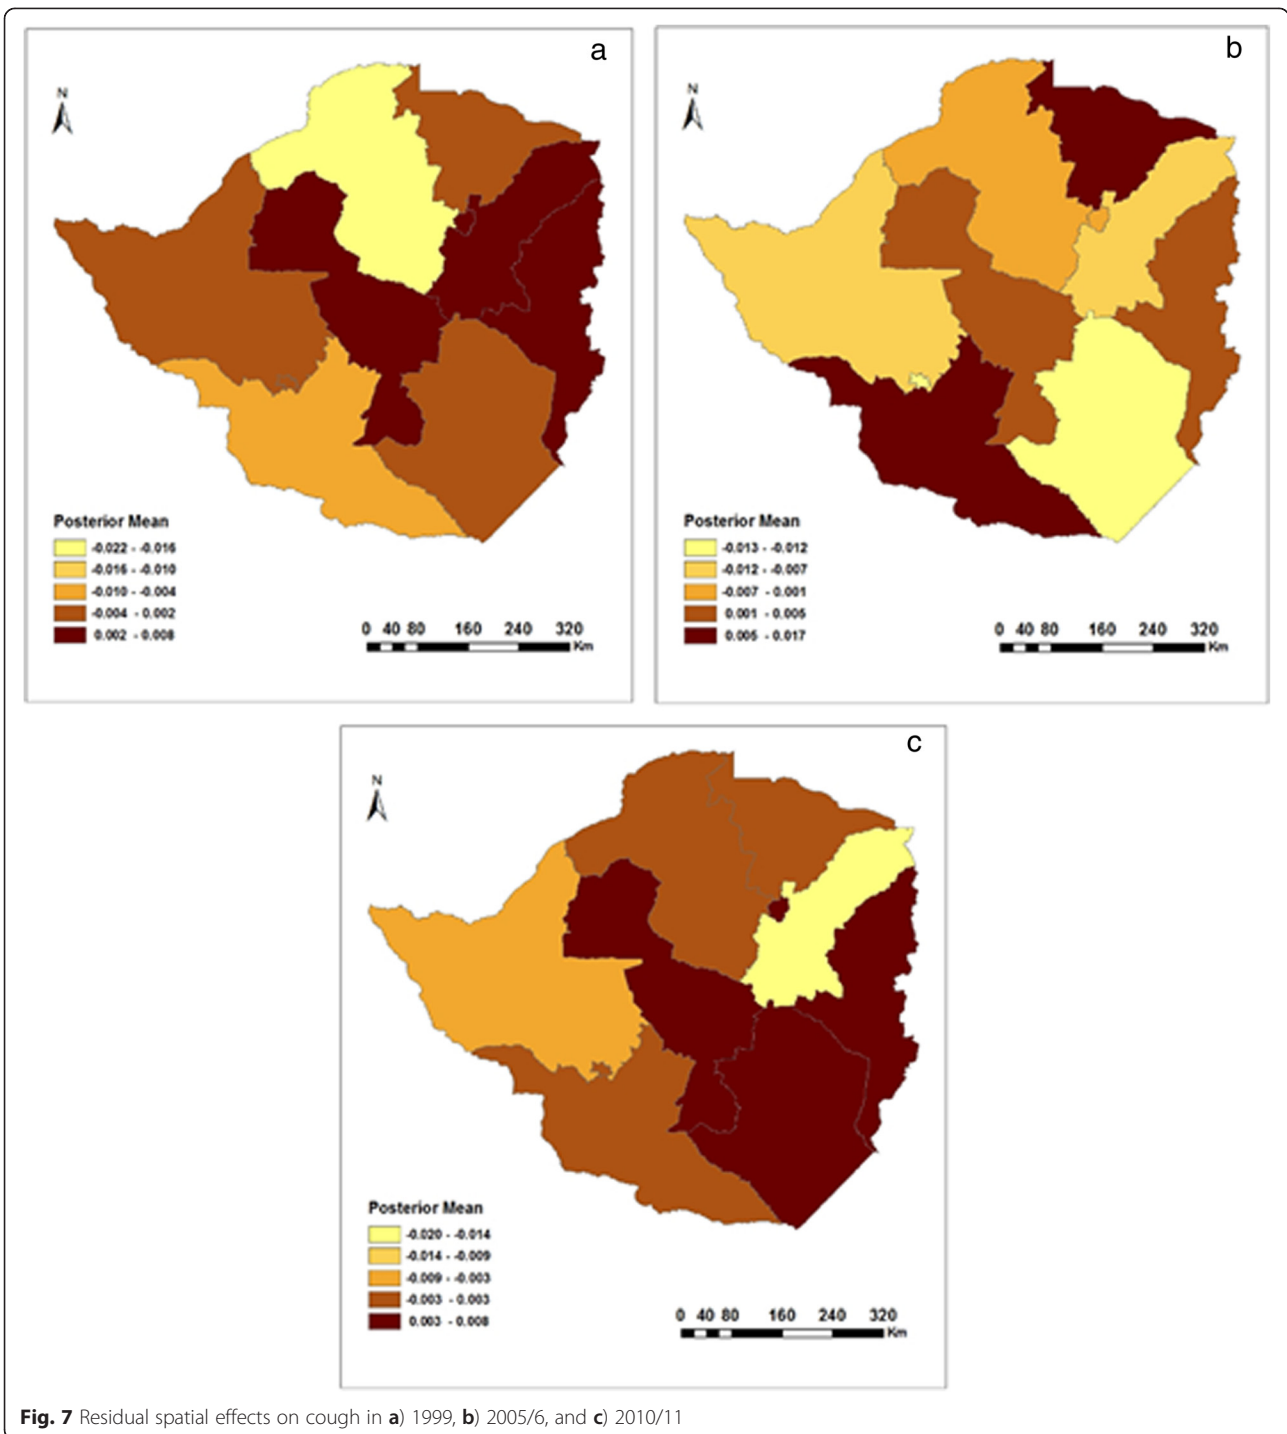 a
N
Posterior Mean
-0.022 - -0.016
-0.016 - -0.010
-0.010 - -0.004
-0.004 - 0.002
0.002 - 0.008
0 40 80 160 240 320
Km
b
N
Posterior Mean
-0.013 - -0.012
-0.012 - -0.007
-0.007 - 0.001
0.001 - 0.005
0.005 - 0.017
0 40 80 160 240 320
Km
c
N
Posterior Mean
-0.020 - -0.014
-0.014 - -0.009
-0.009 - -0.003
-0.003 - 0.003
0.003 - 0.008
0 40 80 160 240 320
Km
Fig. 7 Residual spatial effects on cough in a) 1999, b) 2005/6, and c) 2010/11